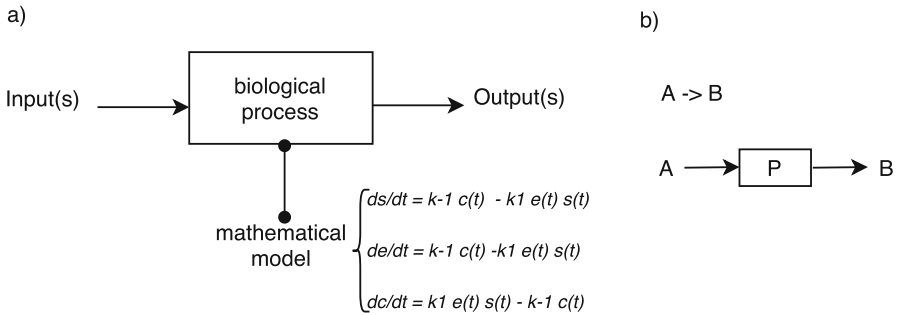 a)
Input(s)
biological
process
Output(s)
mathematical
model
ds/dt = k-1 c(t) - k1 e(t) s(t)
de/dt = k-1 c(t) -k1 e(t) s(t)
dc/dt = k1 e(t) s(t) - k-1 c(t)
b)
A -> B
A P B